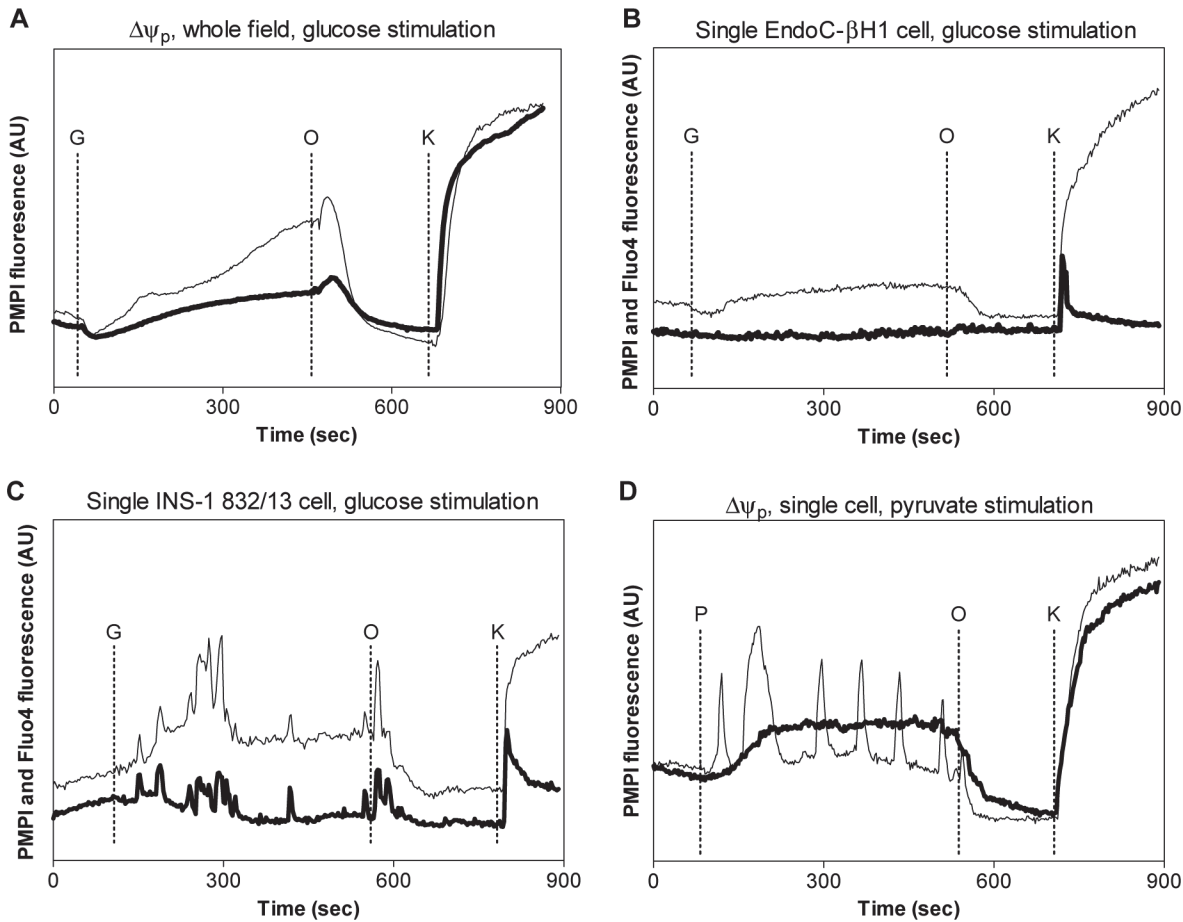 A
Δψp, whole field, glucose stimulation
PMPI fluoresence (AU)
G
O
K
0
300
600
900
Time (sec)
B
Single EndoC-βH1 cell, glucose stimulation
PMPI and Fluo4 fluorescence (AU)
G
O
K
0
300
600
900
Time (sec)
C
Single INS-1 832/13 cell, glucose stimulation
PMPI and Fluo4 fluorescence (AU)
G
O
K
0
300
600
900
Time (sec)
D
Δψp, single cell, pyruvate stimulation
PMPI fluorescence (AU)
P
O
K
0
300
600
900
Time (sec)